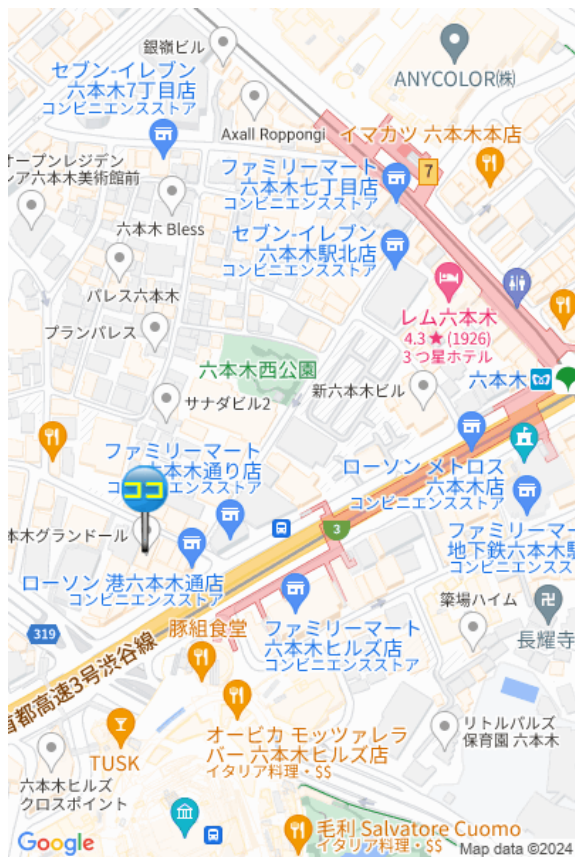 銀嶺ビル
ANYCOLOR㈱
セブン-イレブン
六本木7丁目店
コンビニエンスストア
Axall Roppongi
イマカツ 六本木本店
7
オープンレジデン
シア六本木美術館前
ファミリーマート
六本木七丁目店
コンビニエンスストア
六本木 Bless
セブン-イレブン
六本木駅北店
コンビニエンスストア
パレス六本木
レム六本木
4.3★(1926)
3 つ星ホテル
プランパレス
六本木西公園
新六本木ビル
六本木
サナダビル2
ファミリーマート
六本木通り店
コンビニエンスストア
ココ
ローソン メトロス
六本木店
コンビニエンスストア
本木グランドール
3
ファミリーマー
地下鉄六本木駅
コンビニエンスス
ローソン 港六本木通店
コンビニエンスストア
築場ハイム
319
豚組食堂
ファミリーマート
六本木ヒルズ店
コンビニエンスストア
長耀寺
首都高速3号渋谷線
オービカ モッツァレラ
バー 六本木ヒルズ店
イタリア料理・$$
リトルパルズ
保育園 六本木
TUSK
六本木ヒルズ
クロスポイント
毛利 Salvatore Cuomo
イタリア料理・$$
Google
Map data ©2024